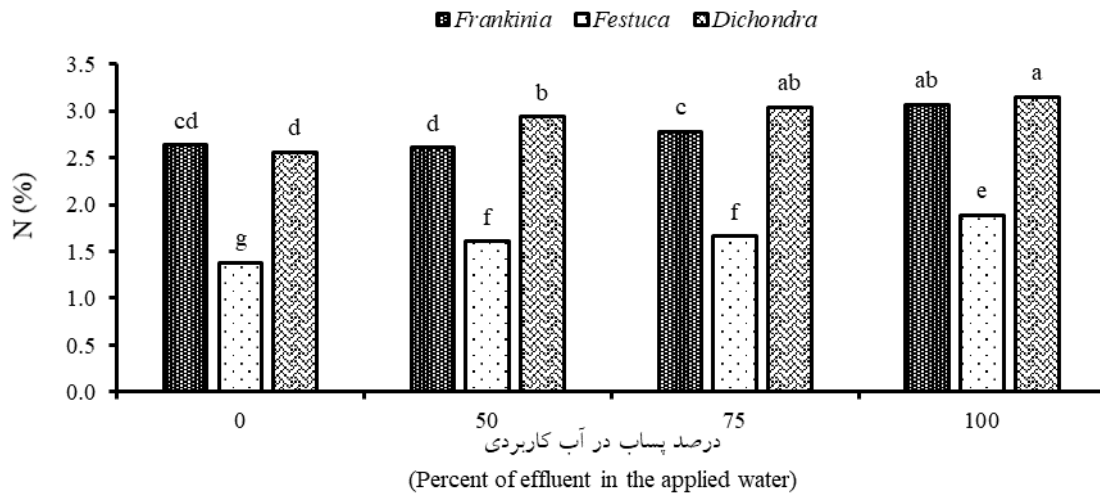 Frankinia Festuca Dichondra
3.5
3.0
2.5
2.0
1.5
1.0
0.5
0.0
N (%)
cd g d
d f b
c f ab
ab e a
0 50 75 100
درصد پساب در آب کاربردی
(Percent of effluent in the applied water)